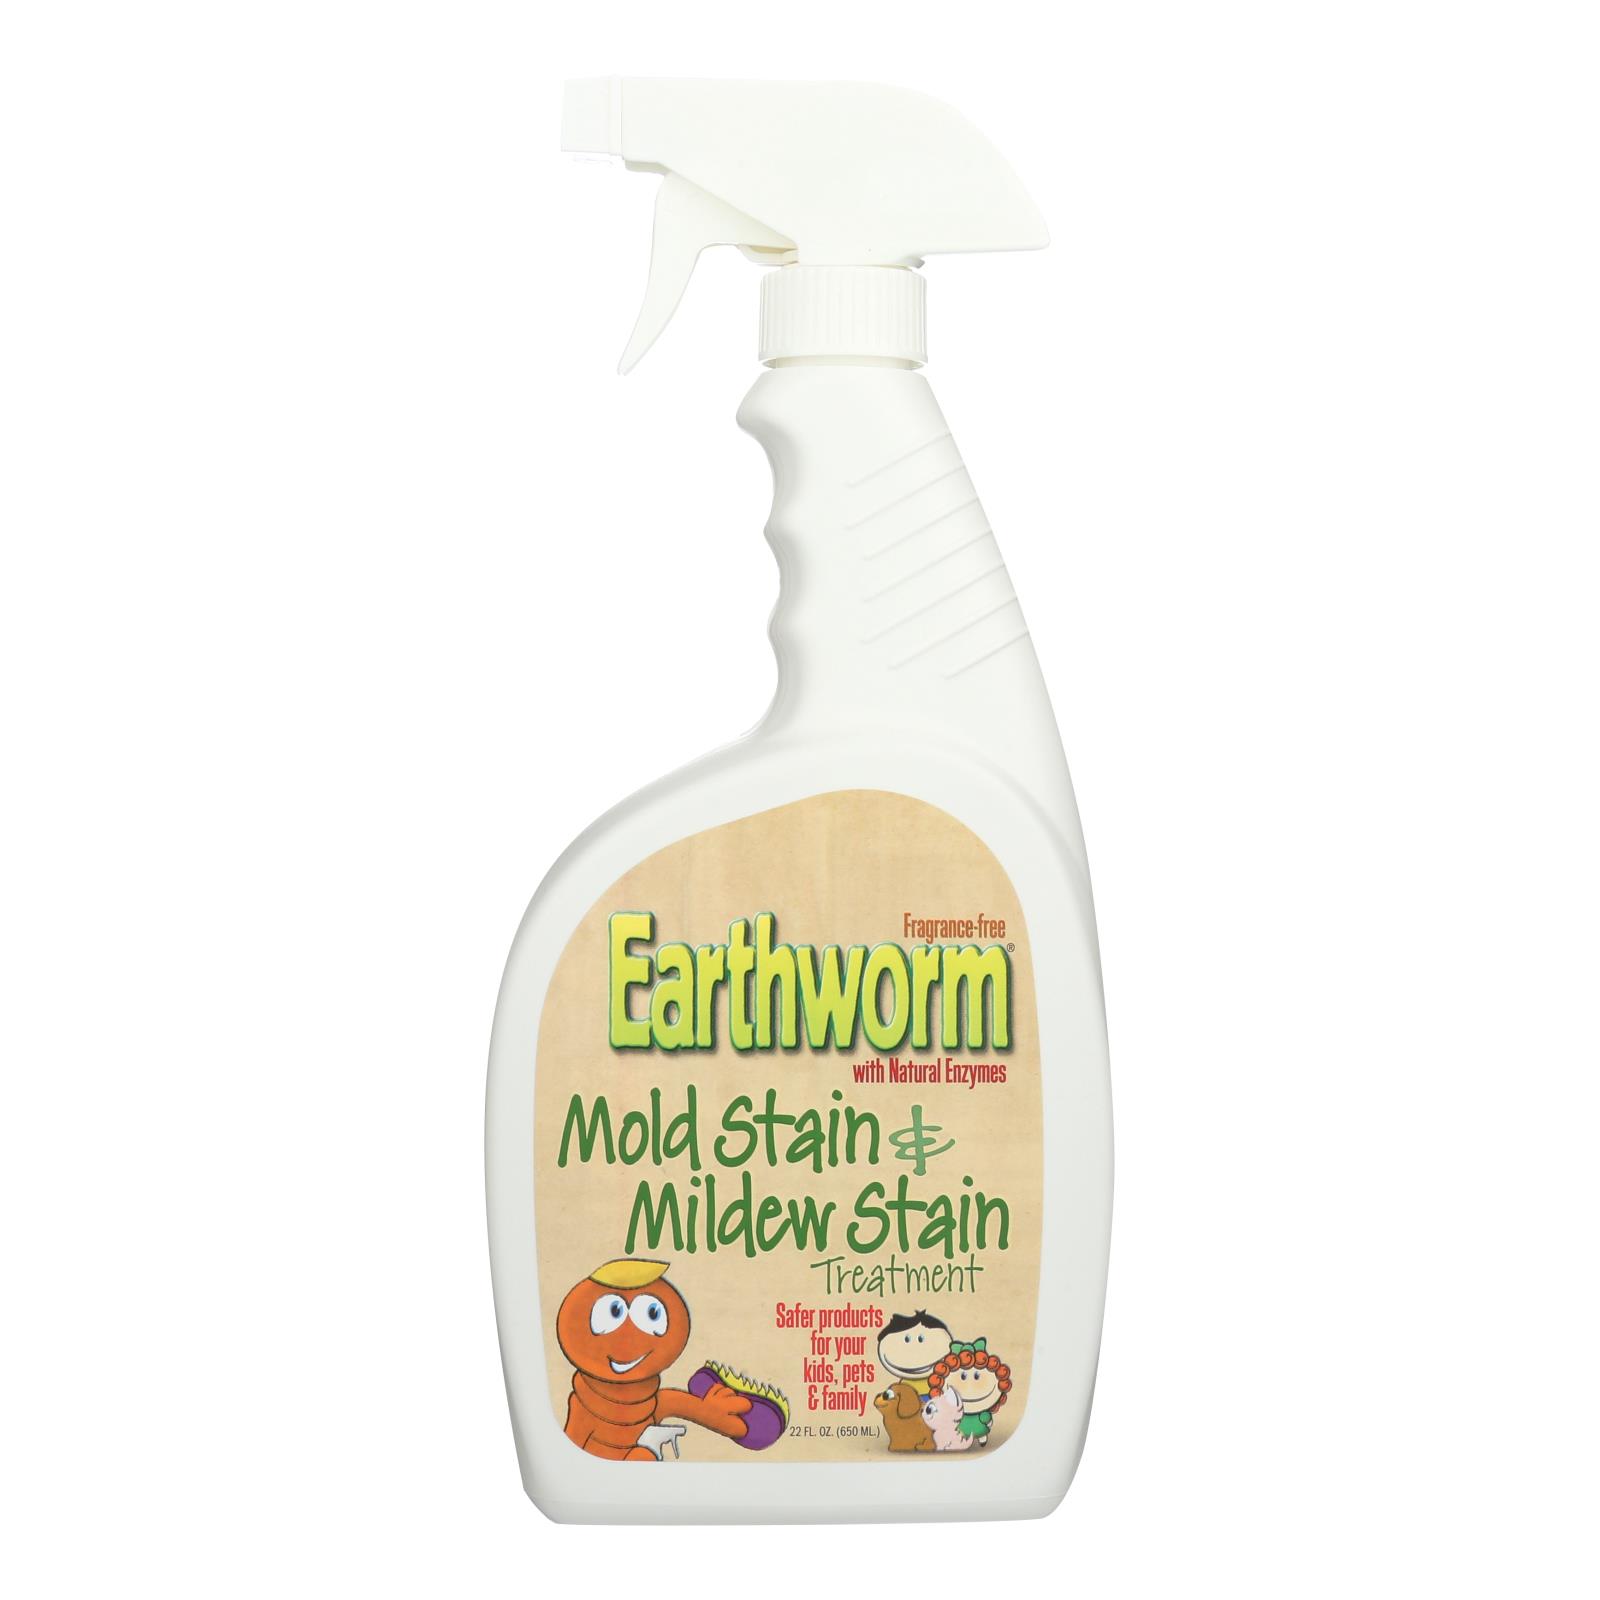 Fragrance-free
Earthworm®
with Natural Enzymes
Mold Stain &
Mildew Stain
Treatment
Safer products
for your
kids, pets
& family
22 FL. OZ. (650 ML.)